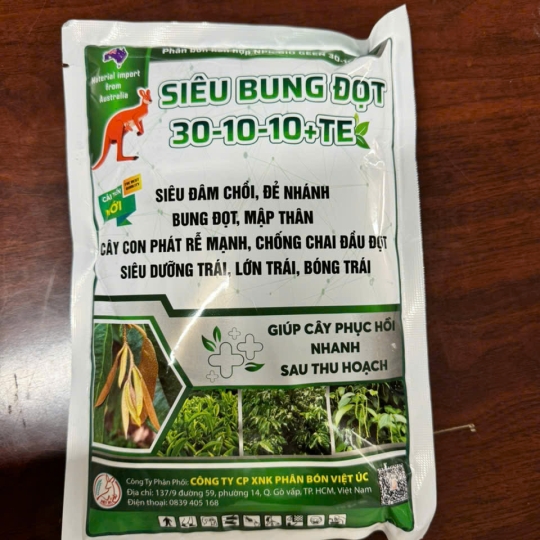 Material import
from
Australia
SIÊU BUNG ĐỌT
30-10-10+TE
SIÊU ĐÂM CHỒI, ĐẺ NHÁNH
BUNG ĐỌT, MẬP THÂN
CÂY CON PHÁT RỄ MẠNH, CHỐNG CHAI ĐẦU ĐỌT
SIÊU DƯỠNG TRÁI, LỚN TRÁI, BÓNG TRÁI
GIÚP CÂY PHỤC HỒI
NHANH
SAU THU HOẠCH
Công Ty Phân Phối: CÔNG TY CP XNK PHÂN BÓN VIỆT ÚC
Địa chỉ: 137/9 đường 59, phường 14, Q. Gò vấp, TP. HCM, Việt Nam
Điện thoại: 0839 405 168